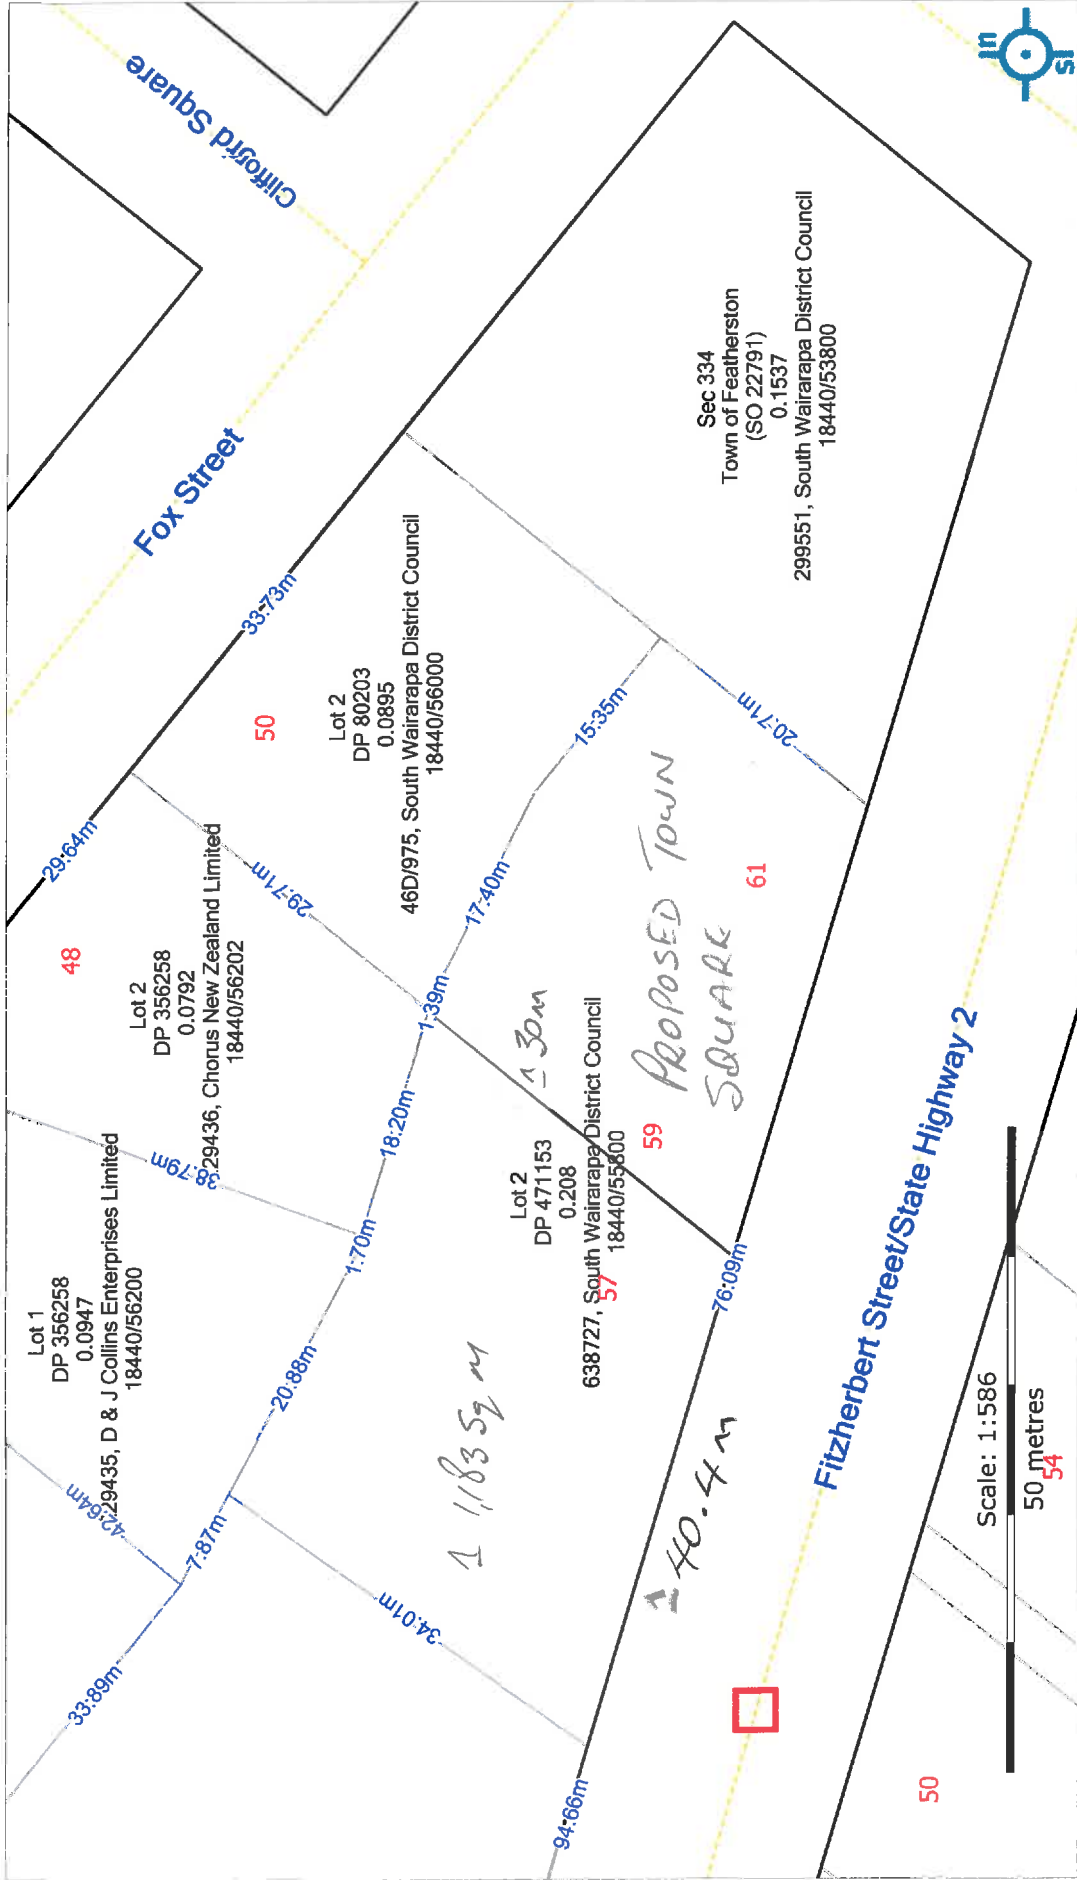 Clifford Square
Fox Street
29.64m
33.73m
48
50
Lot 1
DP 356258
0.0947
29435, D & J Collins Enterprises Limited
18440/56200
Lot 2
DP 356258
0.0792
29436, Chorus New Zealand Limited
18440/56202
Lot 2
DP 80203
0.0895
46D/975, South Wairarapa District Council
18440/56000
Sec 334
Town of Featherston
(SO 22791)
0.1537
299551, South Wairarapa District Council
18440/53800
42.64m
38.79m
29.71m
33.89m
7.87m
20.88m
1.70m
18.20m
1.39m
17.40m
15.35m
20.71m
34.01m
± 1,183 Sq M
± 30m
Lot 2
DP 471153
0.208
638727, South Wairarapa District Council
18440/55800
57
59
61
PROPOSED TOWN
SQUARE
94.66m
76.09m
± 40.4 m
Fitzherbert Street/State Highway 2
50
54
Scale: 1:586
50 metres